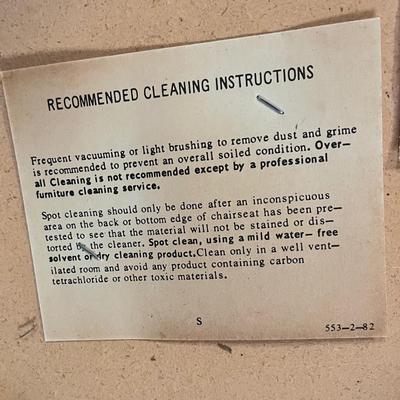 RECOMMENDED CLEANING INSTRUCTIONS
Frequent vacuuming or light brushing to remove dust and grime
is recommended to prevent an overall soiled condition. Over—
all Cleaning is not recommended except by a professional
furniture cleaning service.
Spot cleaning should only be done after an inconspicuous
area on the back or bottom edge of chairseat has been pre—
tested to see that the material will not be stained or dis—
torted by the cleaner. Spot clean, using a mild water— free
solvent or dry cleaning product. Clean only in a well vent—
ilated room and avoid any product containing carbon
tetrachloride or other toxic materials.
S
553—2—82